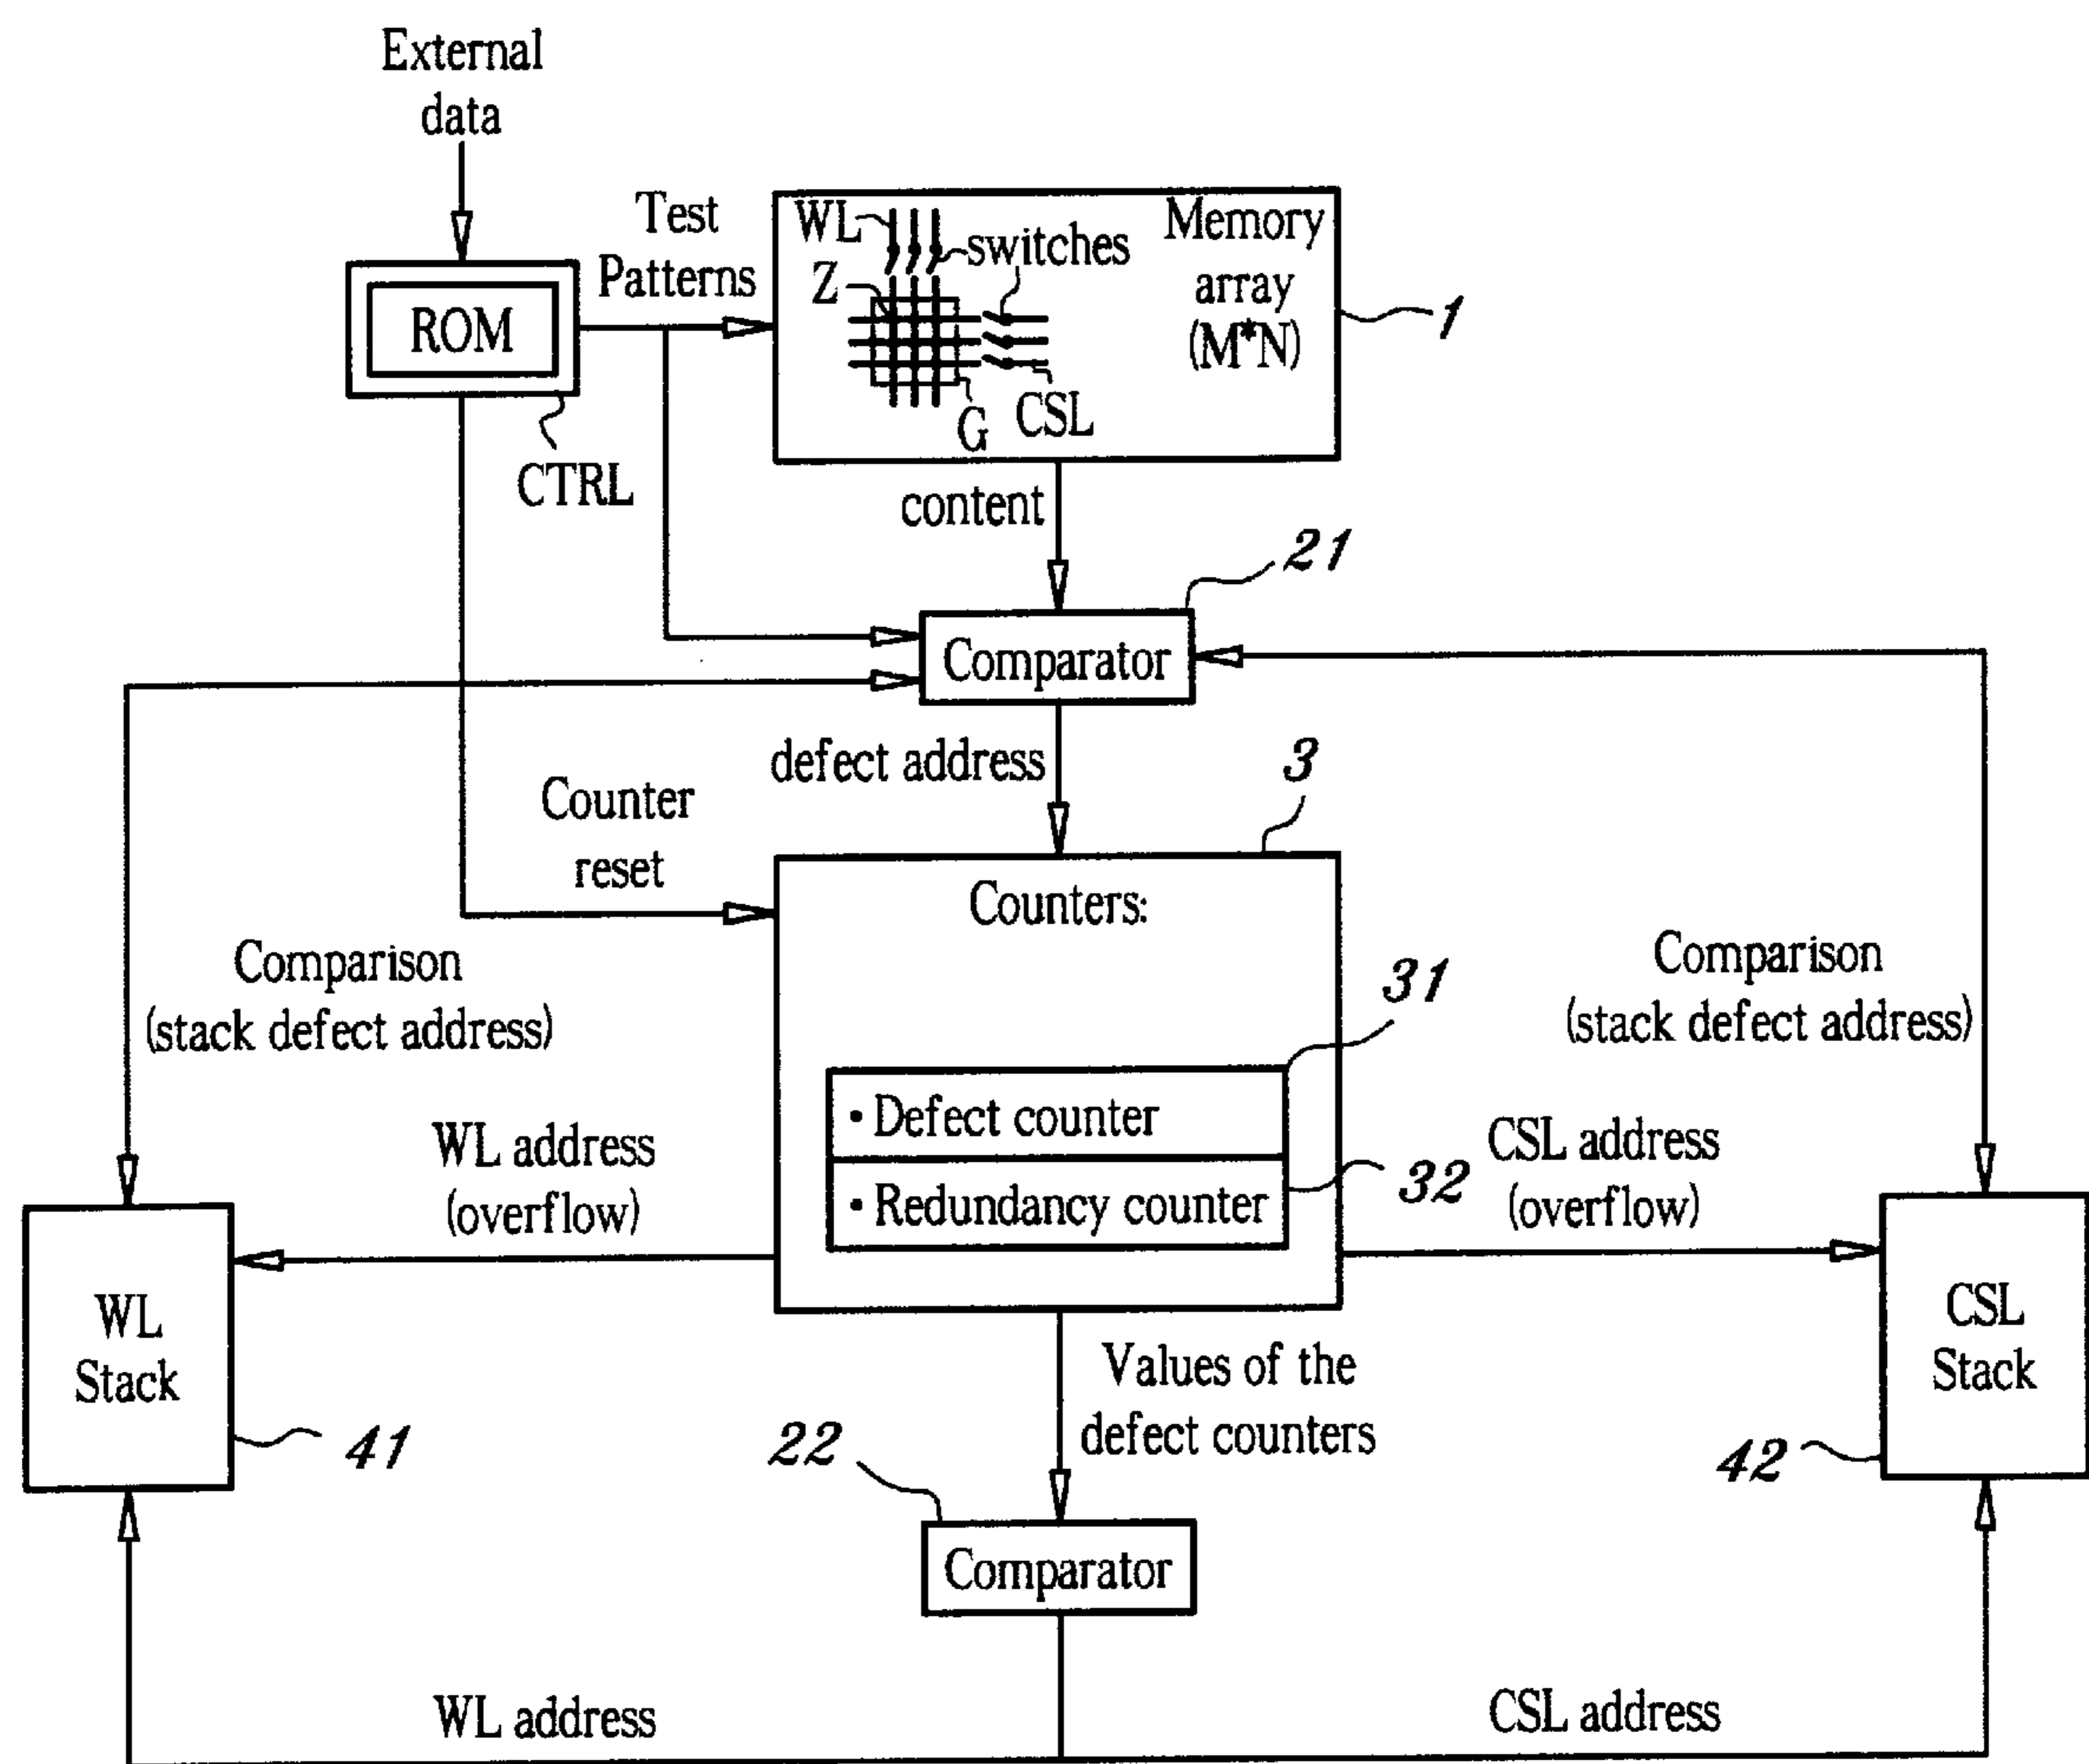 External
data
Test
Patterns
WL
switches
Memory
array
(M*N)
Z
1
ROM
G
CSL
CTRL
content
21
Comparator
defect address
3
Counter
reset
Counters:
Comparison
(stack defect address)
31
Comparison
(stack defect address)
• Defect counter
WL address
(overflow)
• Redundancy counter
32
CSL address
(overflow)
WL
Stack
CSL
Stack
Values of the
defect counters
41
22
42
Comparator
WL address
CSL address